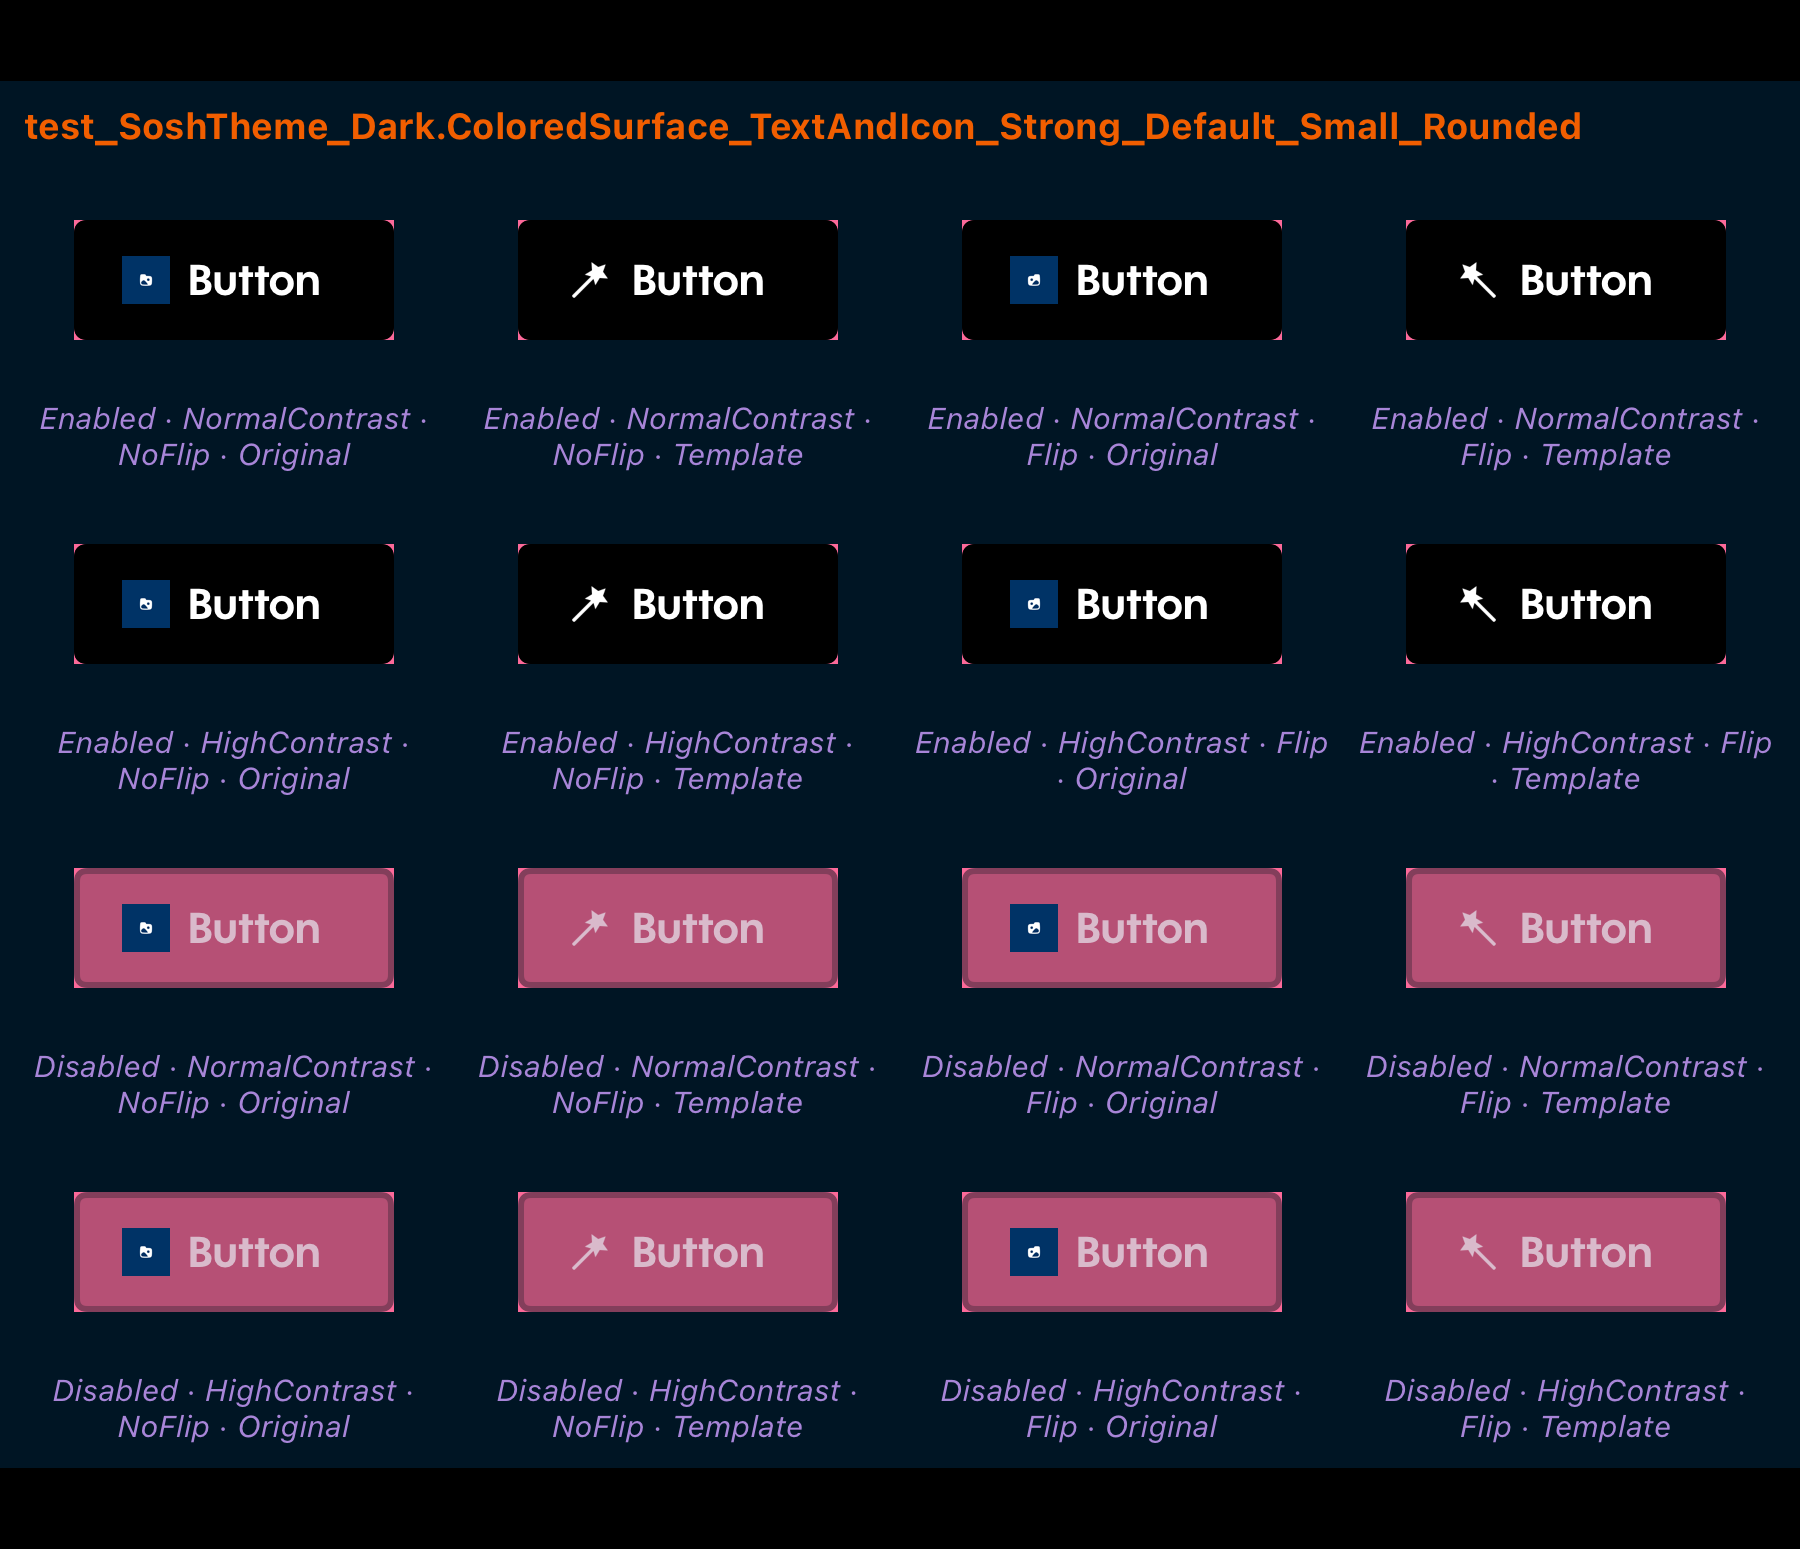 test_SoshTheme_Dark.ColoredSurface_TextAndIcon_Strong_Default_Small_Rounded
Button Button Button Button
Enabled · NormalContrast · Enabled · NormalContrast · Enabled · NormalContrast · Enabled · NormalContrast ·
NoFlip · Original NoFlip · Template Flip · Original Flip · Template
Button Button Button Button
Enabled · HighContrast · Enabled · HighContrast · Enabled · HighContrast · Flip Enabled · HighContrast · Flip
NoFlip · Original NoFlip · Template · Original · Template
Button Button Button Button
Disabled · NormalContrast · Disabled · NormalContrast · Disabled · NormalContrast · Disabled · NormalContrast ·
NoFlip · Original NoFlip · Template Flip · Original Flip · Template
Button Button Button Button
Disabled · HighContrast · Disabled · HighContrast · Disabled · HighContrast · Disabled · HighContrast ·
NoFlip · Original NoFlip · Template Flip · Original Flip · Template